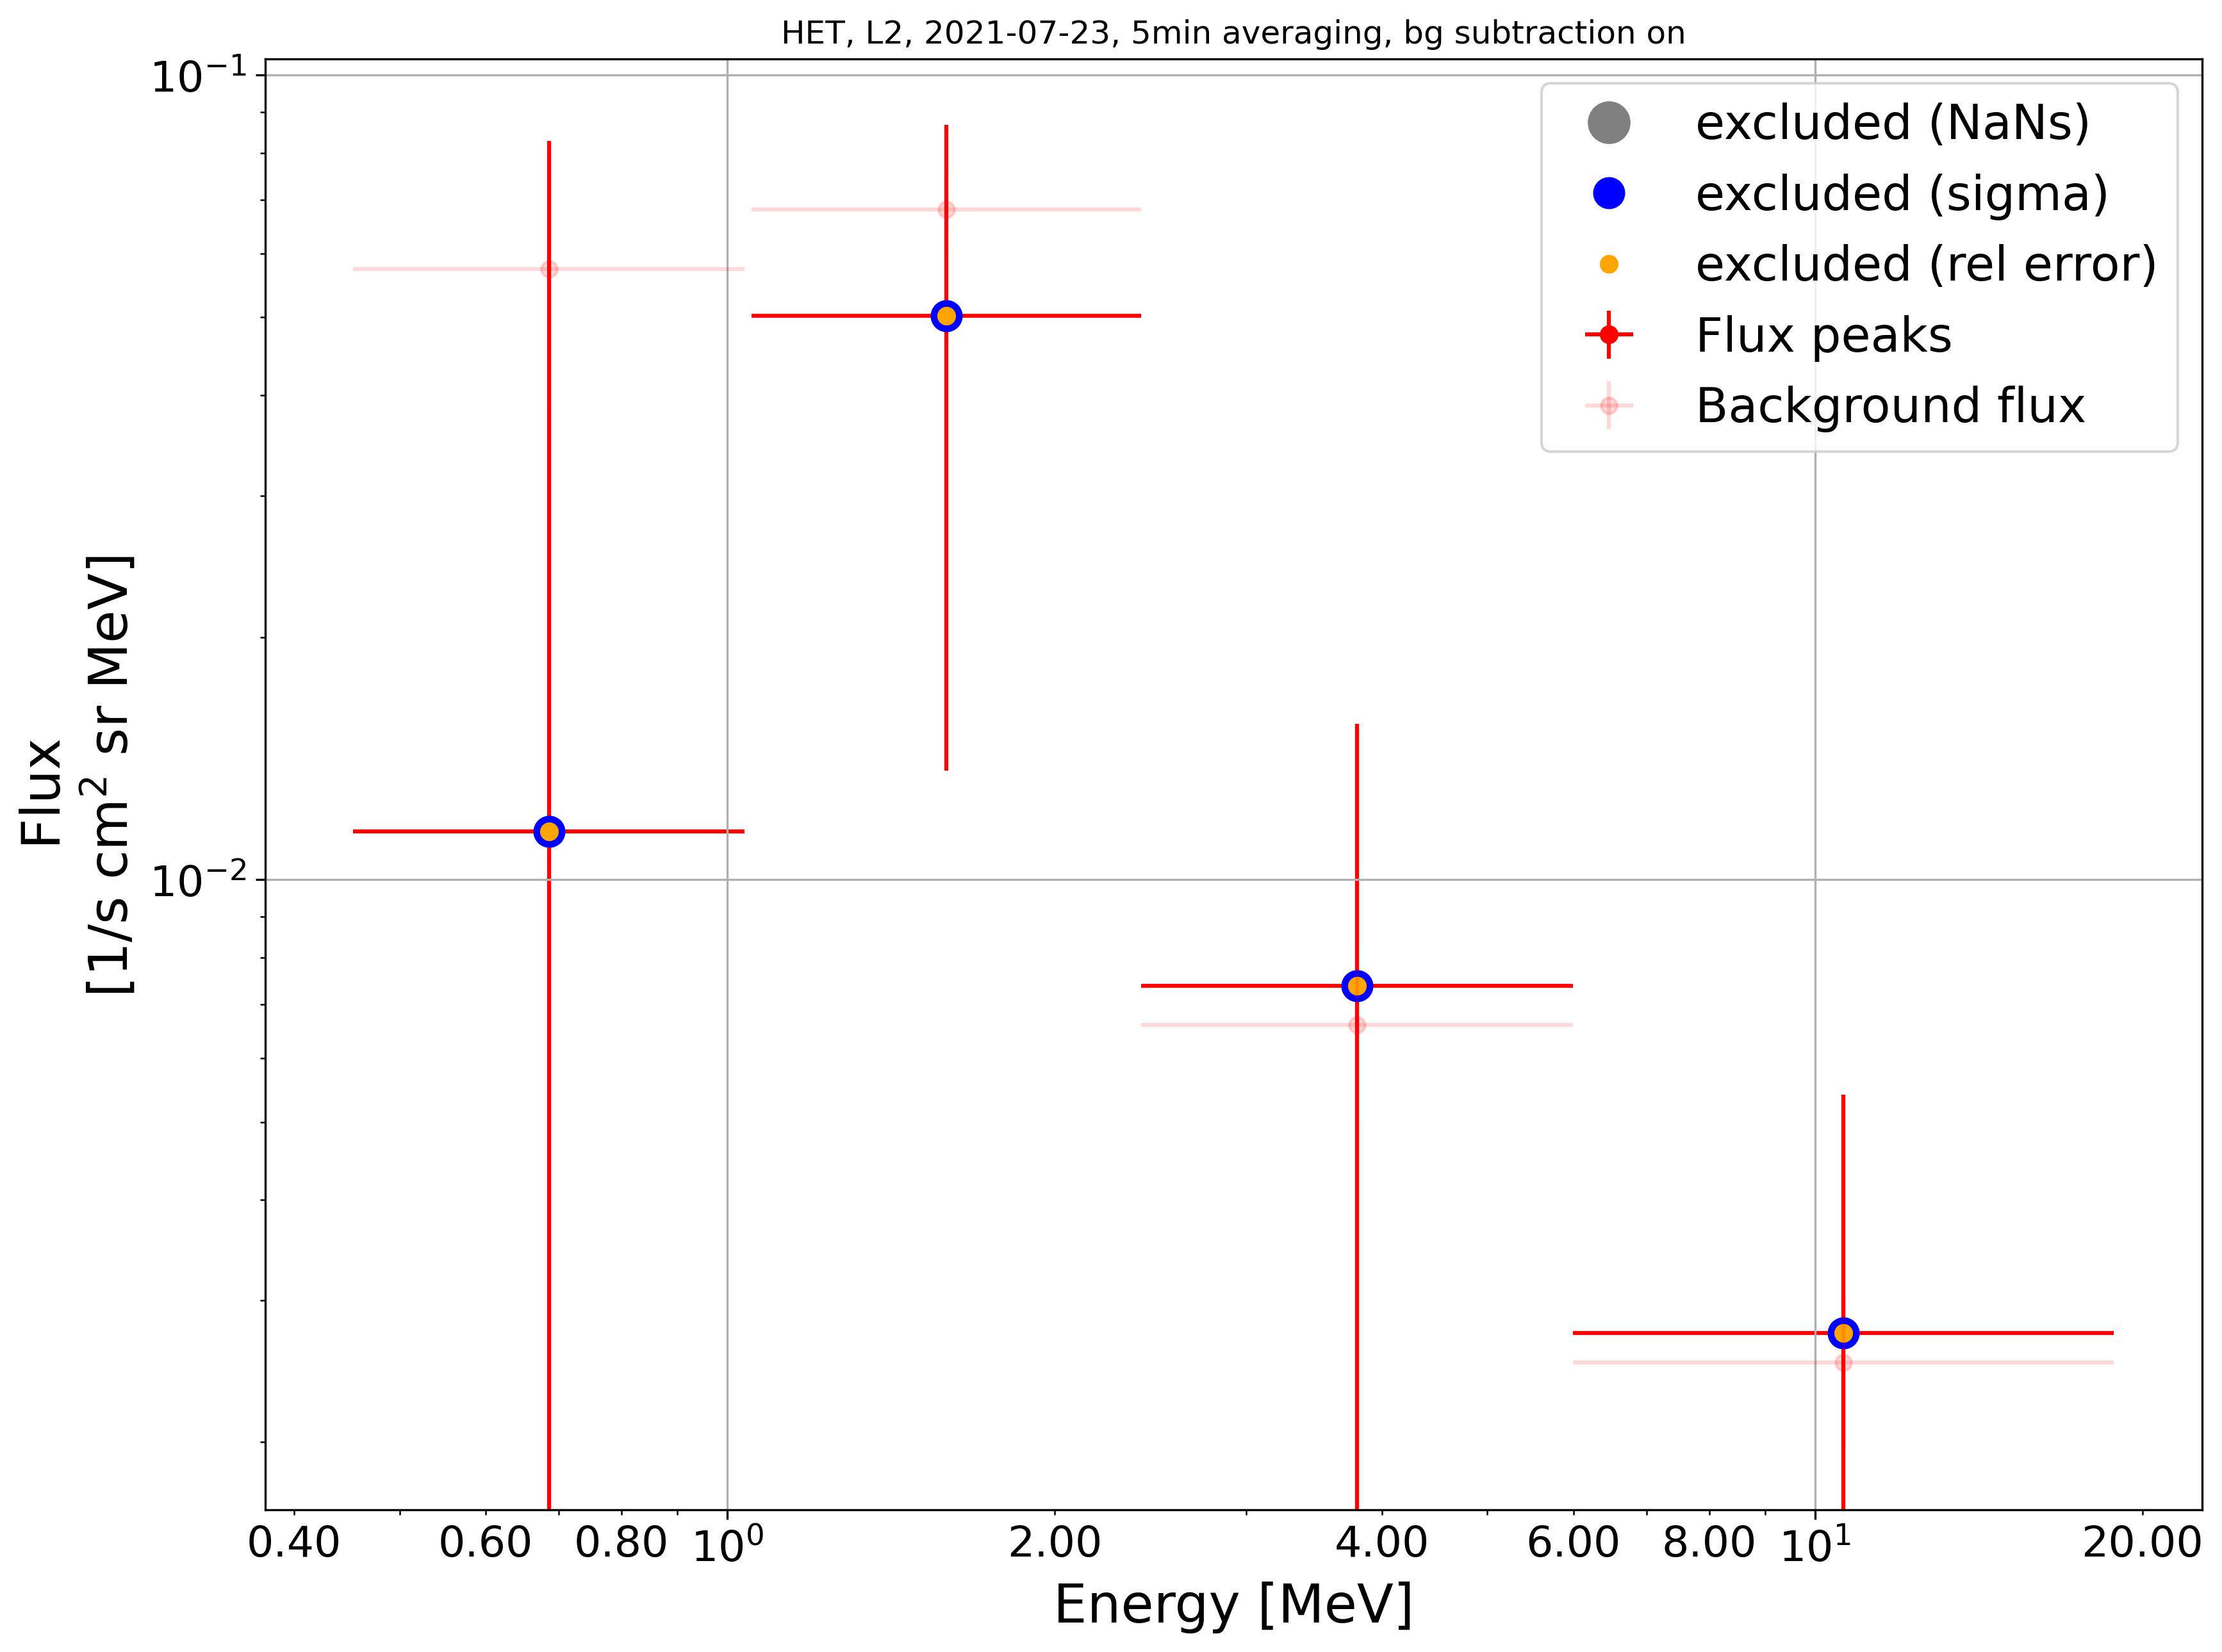 HET, L2, 2021-07-23, 5min averaging, bg subtraction on
10⁻¹
10⁻²
Flux
[1/s cm² sr MeV]
excluded (NaNs)
excluded (sigma)
excluded (rel error)
Flux peaks
Background flux
0.40 0.60 0.80 10⁰ 2.00 4.00 6.00 8.00 10¹ 20.00
Energy [MeV]